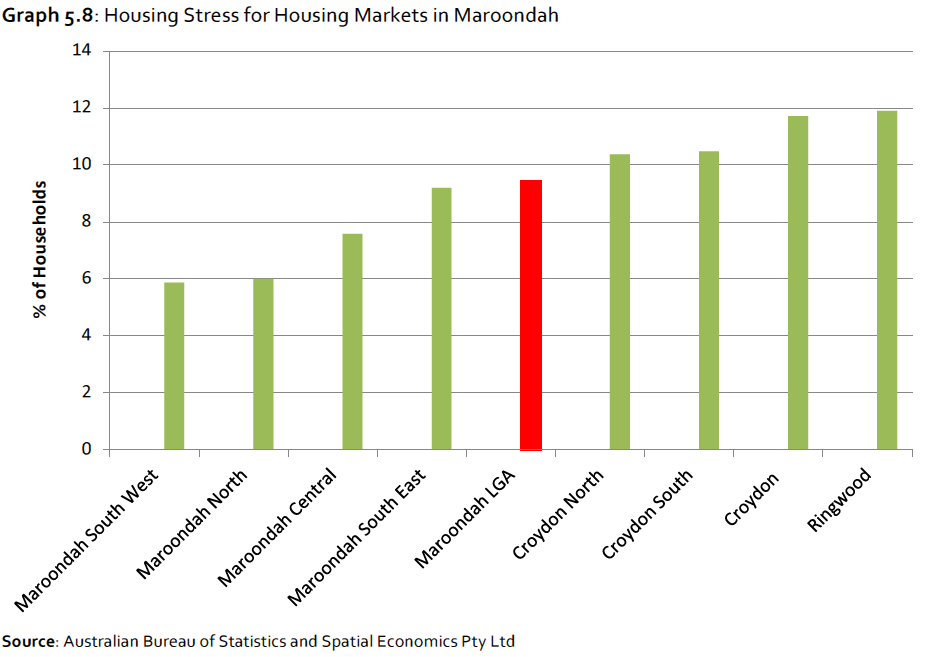 Graph 5.8: Housing Stress for Housing Markets in Maroondah
14
12
10
8
6
4
2
0
% of Households
Maroondah South West
Maroondah North
Maroondah Central
Maroondah South East
Maroondah LGA
Croydon North
Croydon South
Croydon
Ringwood
Source: Australian Bureau of Statistics and Spatial Economics Pty Ltd